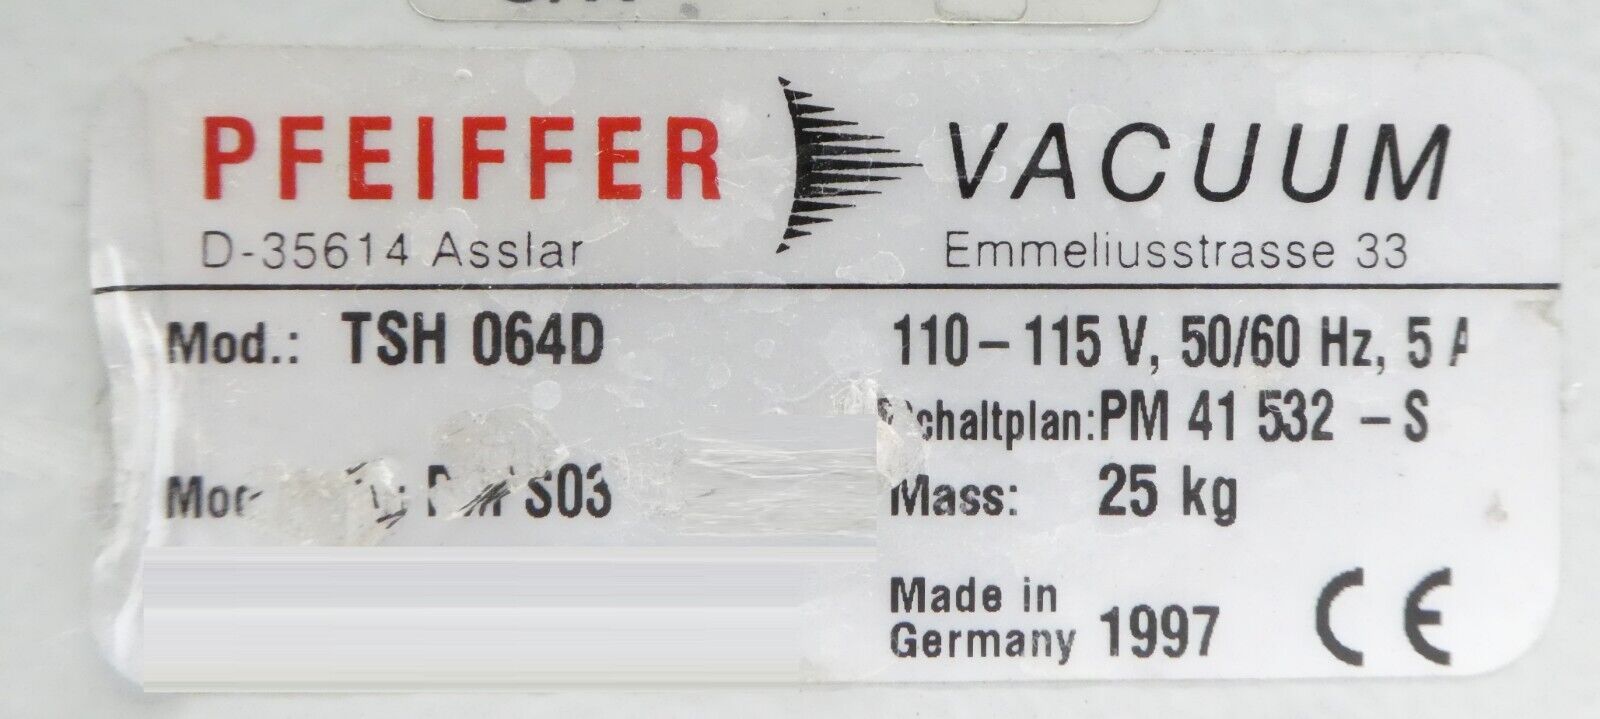 PFEIFFER VACUUM
D-35614 Asslar Emmeliusstrasse 33
Mod.: TSH 064D 110 – 115 V, 50/60 Hz, 5 A
Schaltplan: PM 41 532 - S
S03 Mass: 25 kg
Made in Germany 1997 CE